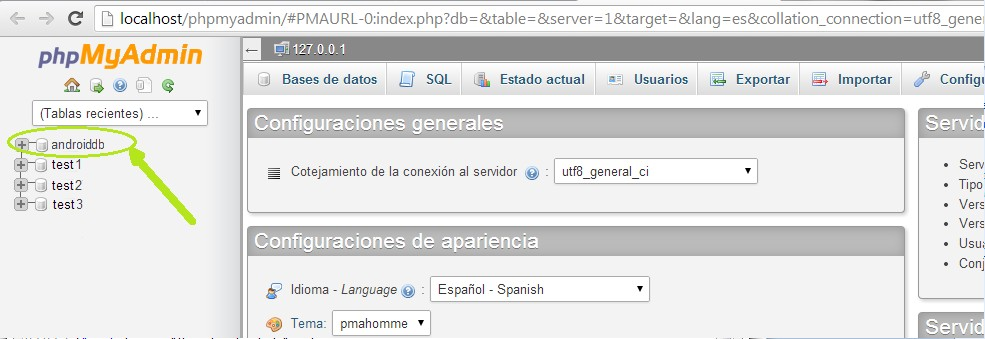 localhost/phpmyadmin/#PMAURL-0:index.php?db=&table=&server=1&target=&lang=es&collation_connection=utf8_gener
phpMyAdmin
(Tablas recientes) ...
androiddb
test1
test2
test3
127.0.0.1
Bases de datos
SQL
Estado actual
Usuarios
Exportar
Importar
Configu
Configuraciones generales
Cotejamiento de la conexión al servidor ? : utf8_general_ci
Configuraciones de apariencia
Idioma - Language ? : Español - Spanish
Tema: pmahomme
Servid
Serv
Tipo
Vers
Vers
Usua
Conj
Servid